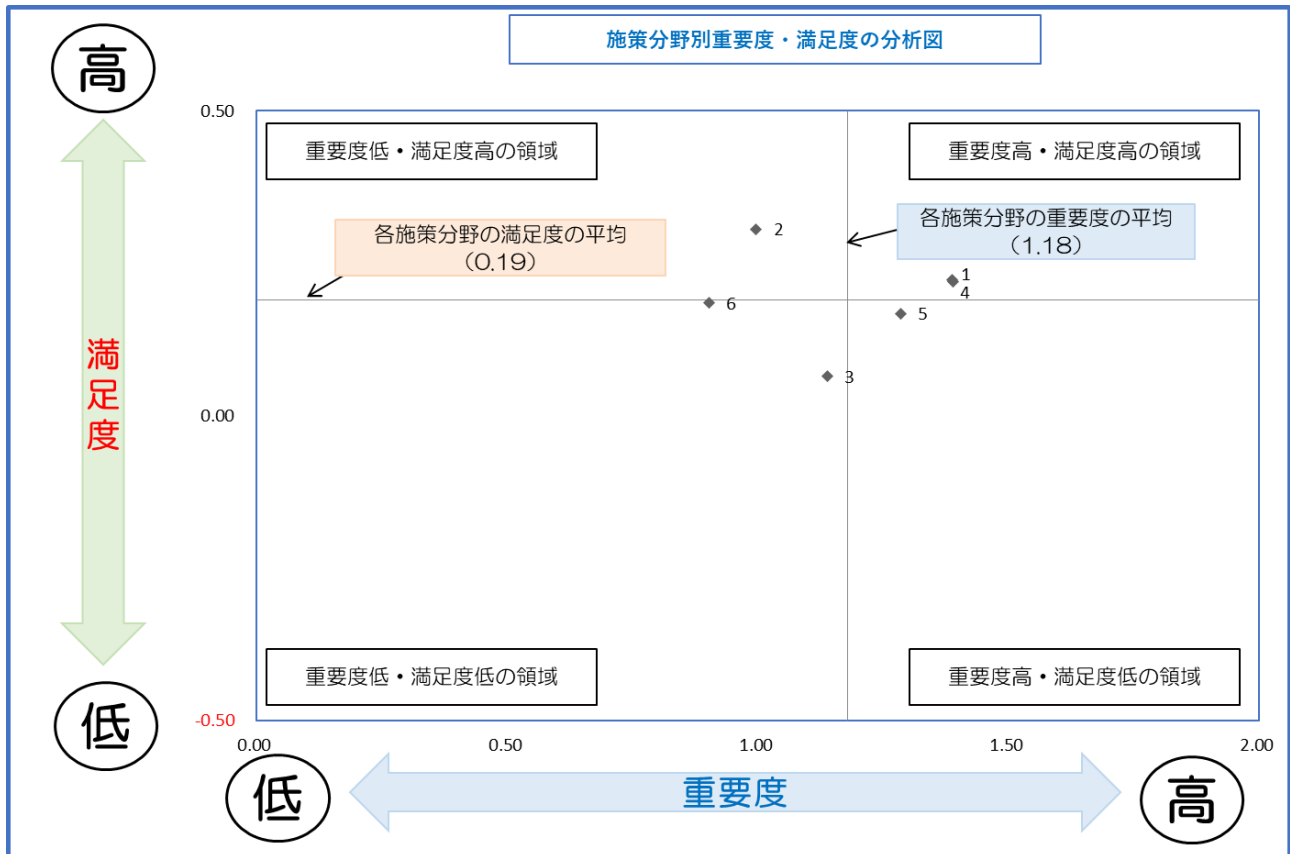 施策分野別重要度・満足度の分析図
高
0.50
重要度低・満足度高の領域
重要度高・満足度高の領域
各施策分野の満足度の平均
（0.19）
各施策分野の重要度の平均
（1.18）
2
1
4
6
5
3
満足度
0.00
重要度低・満足度低の領域
重要度高・満足度低の領域
低
-0.50
0.00
0.50
1.00
1.50
2.00
低
重要度
高